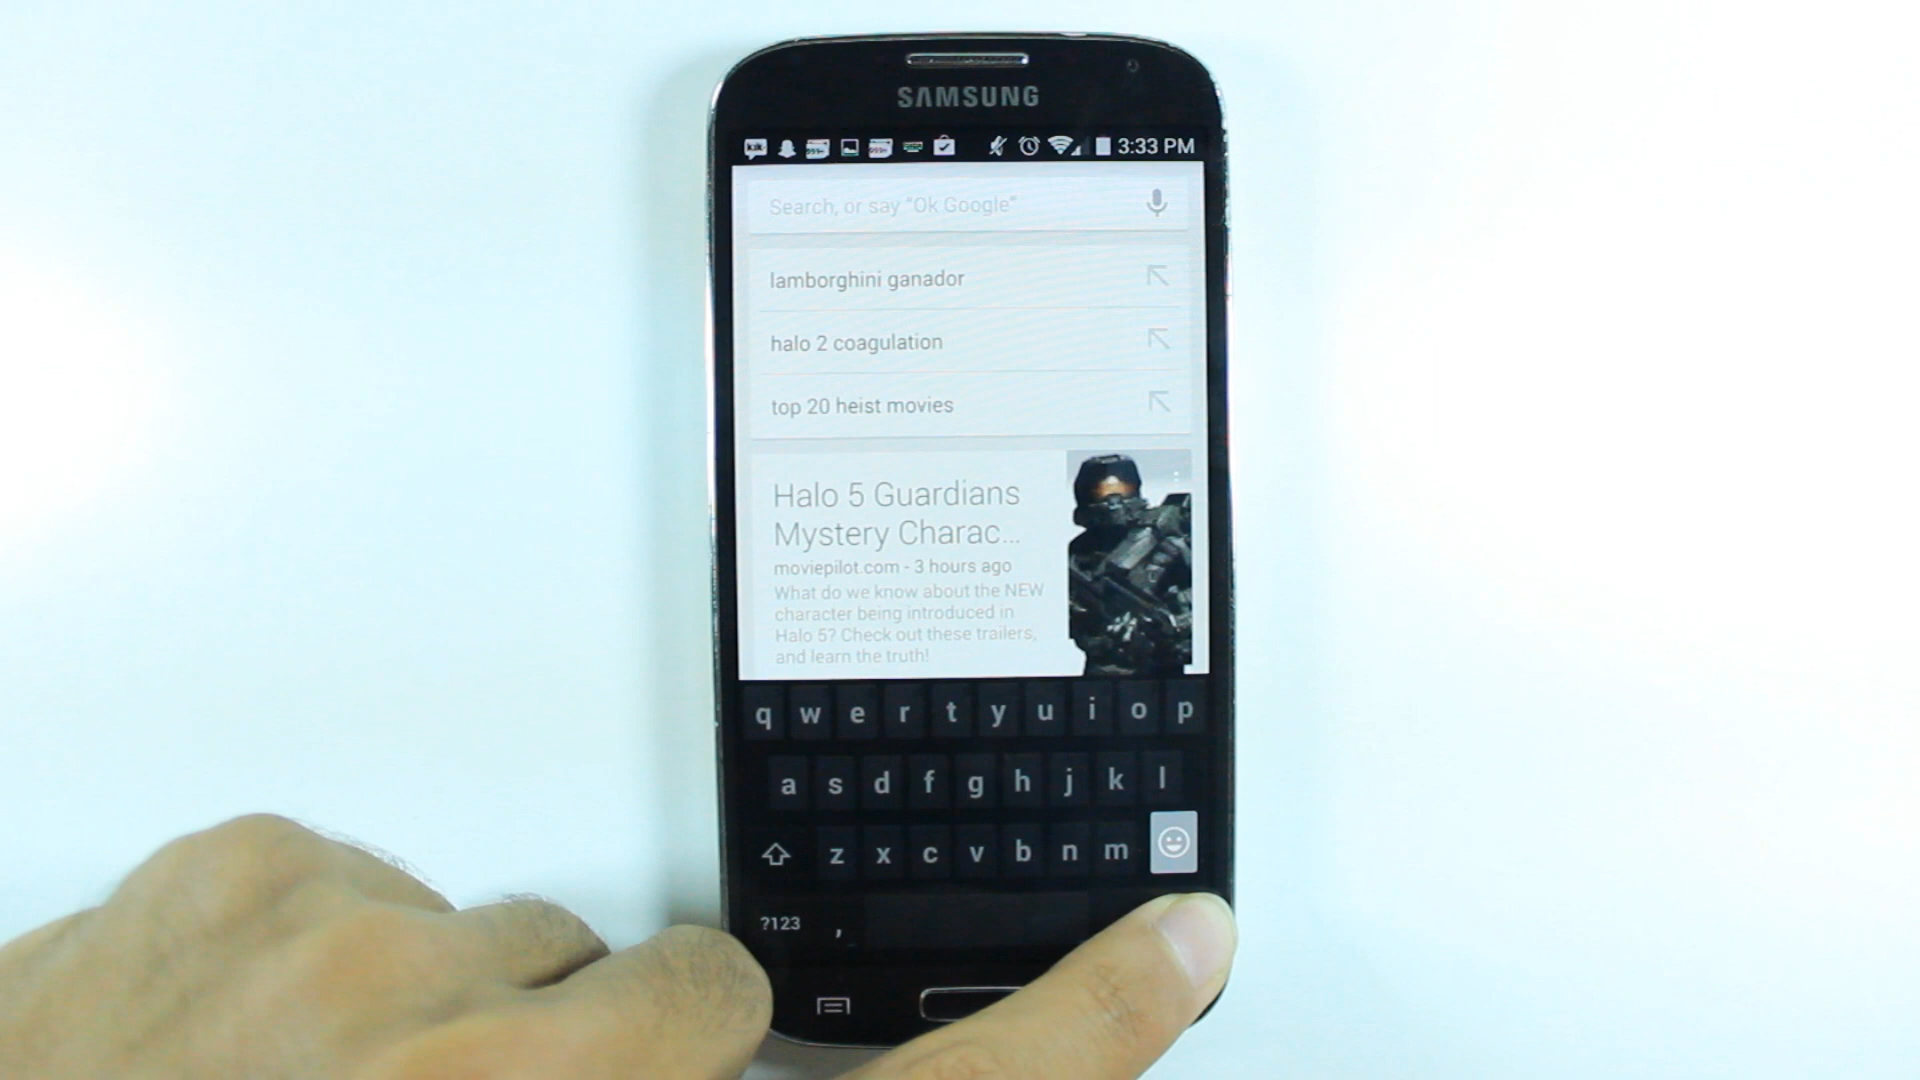 SAMSUNG
kik 3:33 PM
Search, or say "Ok Google"
lamborghini ganador
halo 2 coagulation
top 20 heist movies
Halo 5 Guardians
Mystery Charac...
moviepilot.com - 3 hours ago
What do we know about the NEW
character being introduced in
Halo 5? Check out these trailers,
and learn the truth!
q w e r t y u i o p
a s d f g h j k l
z x c v b n m
?123 ,